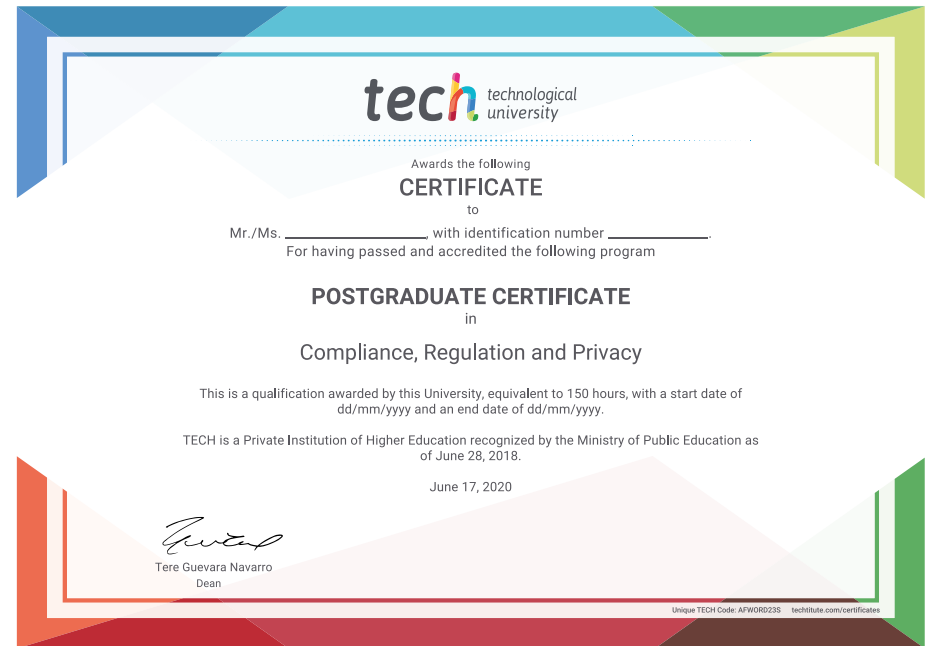 tech technological
university
Awards the following
CERTIFICATE
to
Mr./Ms. ____________________, with identification number ______________.
For having passed and accredited the following program
POSTGRADUATE CERTIFICATE
in
Compliance, Regulation and Privacy
This is a qualification awarded by this University, equivalent to 150 hours, with a start date of
dd/mm/yyyy and an end date of dd/mm/yyyy.
TECH is a Private Institution of Higher Education recognized by the Ministry of Public Education as
of June 28, 2018.
June 17, 2020
Tere Guevara Navarro
Dean
Unique TECH Code: AFWORD23S techtitute.com/certificates